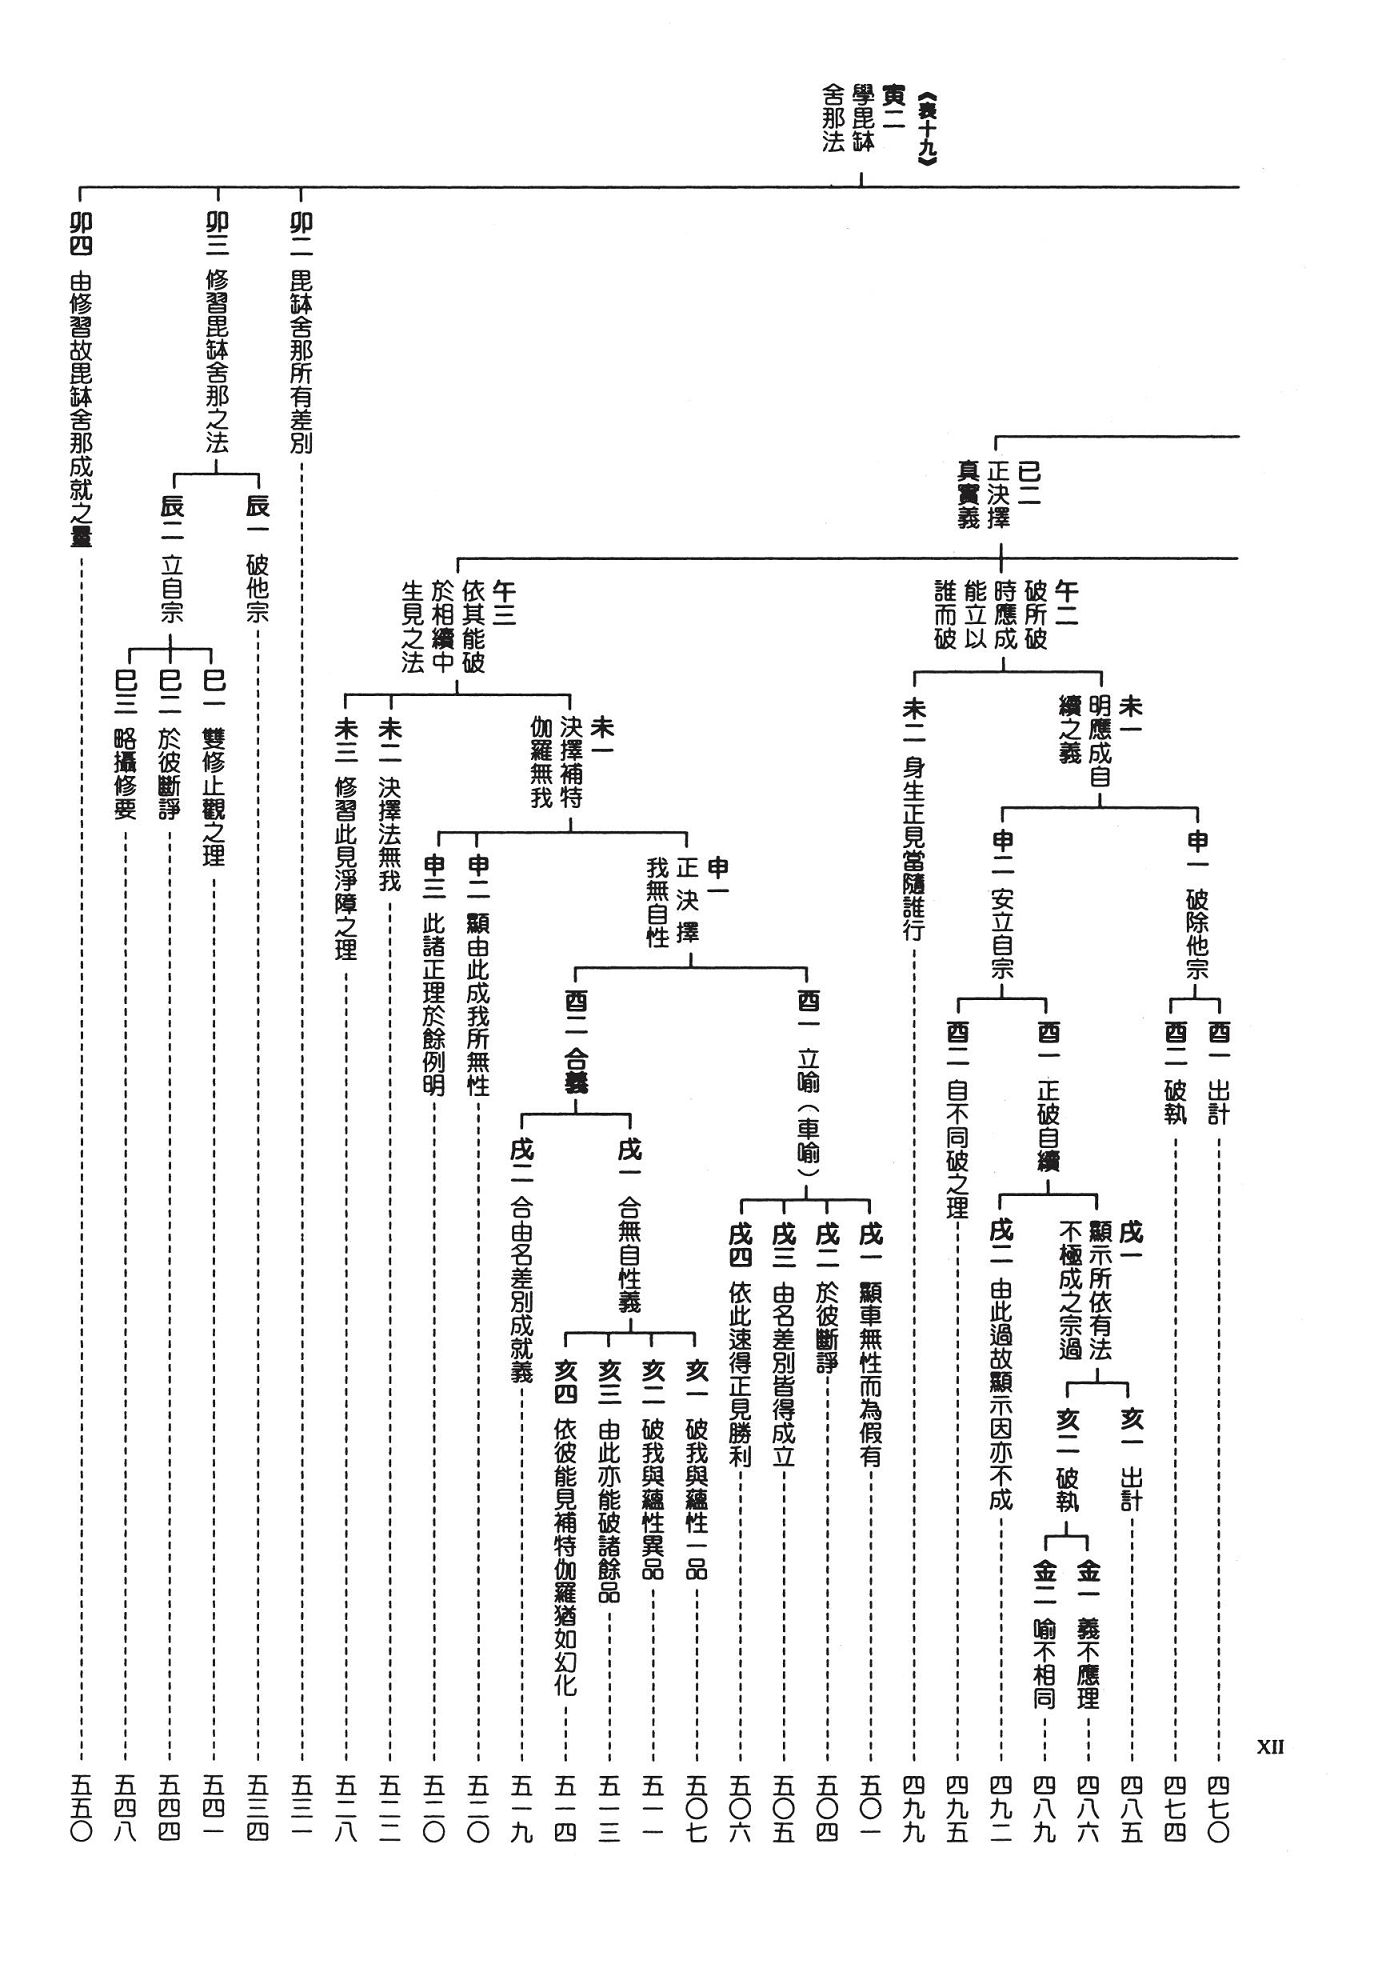 《表十九》
寅二
學毘鉢
舍那法
巳二
正決擇
真實義
午二
破所破
時應成
能立以
誰而破
未一
明應成自
續之義
申一 破除他宗
酉一 出計 四七〇
酉二 破執 四七四
申二 安立自宗
酉一 正破自續
戌一
顯示所依有法
不極成之宗過
亥一 出計 四八五
亥二 破執
金一 義不應理 四八六
金二 喻不相同 四八九
戌二 由此過故顯示因亦不成 四九二
酉二 自不同破之理 四九五
未二 身生正見當隨誰行 四九九
午三
依其能破
於相續中
生見之法
未一
決擇補特
伽羅無我
申一
正決擇
我無自性
酉一 立喻（車喻）
戌一 顯車無性而為假有 五〇一
戌二 於彼斷諍 五〇四
戌三 由名差別皆得成立 五〇五
戌四 依此速得正見勝利 五〇六
酉二 合義
戌一 合無自性義
亥一 破我與蘊性一品 五〇七
亥二 破我與蘊性異品 五一一
亥三 由此亦能破諸餘品 五一三
亥四 依彼能見補特伽羅猶如幻化 五一四
戌二 合由名差別成就義 五一九
申二 顯由此成我所無性 五二〇
申三 此諸正理於餘例明 五二〇
未二 決擇法無我 五二二
未三 修習此見淨障之理 五二八
卯二 毘鉢舍那所有差別 五三一
卯三 修習毘鉢舍那之法
辰一 破他宗 五三四
辰二 立自宗
巳一 雙修止觀之理 五四一
巳二 於彼斷諍 五四四
巳三 略攝修要 五四八
卯四 由修習故毘鉢舍那成就之量 五五〇
XII